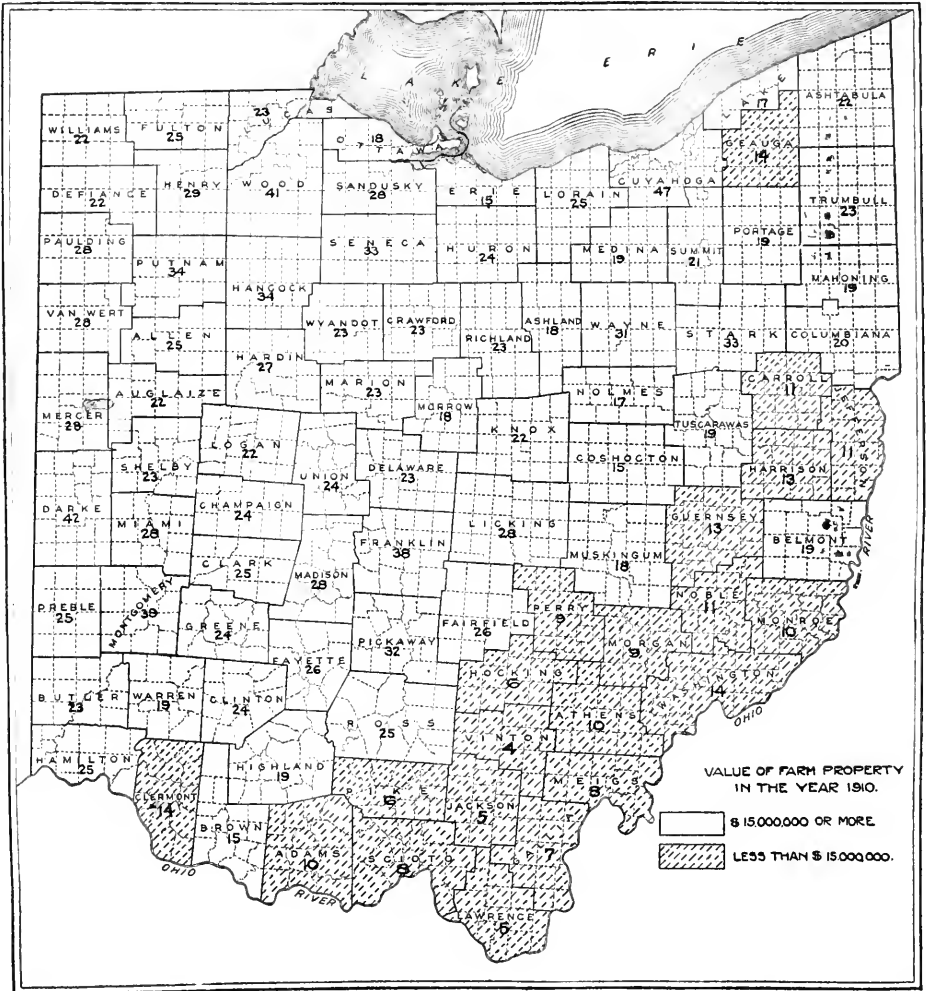 LAKE ERIE
WILLIAMS
22
FULTON
29
LUCAS
23
OTTAWA
18
LAKE
17
ASHTABULA
22
GEAUGA
14
DEFIANCE
22
HENRY
29
WOOD
41
SANDUSKY
28
ERIE
15
LORAIN
25
CUYAHOGA
47
TRUMBULL
23
PAULDING
28
PUTNAM
34
SENECA
33
HURON
24
MEDINA
19
SUMMIT
21
PORTAGE
19
MAHONING
19
HANCOCK
34
VAN WERT
28
ALLEN
25
WYANDOT
23
CRAWFORD
23
RICHLAND
23
ASHLAND
18
WAYNE
31
STARK
33
COLUMBIANA
20
HARDIN
27
MARION
23
MORROW
18
MERCER
28
AUGLAIZE
22
KNOX
22
NOLMES
17
TUSCARAWAS
19
CARROLL
11
JEFFERSON
11
LOGAN
22
UNION
24
DELAWARE
23
COSHOCTON
15
HARRISON
13
SHELBY
23
DARKE
42
MIAMI
28
CHAMPAIGN
24
FRANKLIN
38
LICKING
28
MUSKINGUM
18
GUERNSEY
13
BELMONT
19
RIVER
CLARK
25
MADISON
28
PREBLE
25
MONTGOMERY
39
GREENE
24
FAYETTE
26
PICKAWAY
32
FAIRFIELD
26
PERRY
9
MORGAN
9
NOBLE
11
MONROE
10
WASHINGTON
14
OHIO
HOCKING
6
ATHENS
10
BUTLER
23
WARREN
19
CLINTON
24
ROSS
25
VINTON
4
MEIGS
8
HAMILTON
25
CLERMONT
14
HIGHLAND
19
PIKE
6
JACKSON
5
BROWN
15
ADAMS
10
SCIOTO
8
7
LAWRENCE
6
OHIO
RIVER
VALUE OF FARM PROPERTY
IN THE YEAR 1910.
$ 15,000,000 OR MORE
LESS THAN $ 15,000,000.